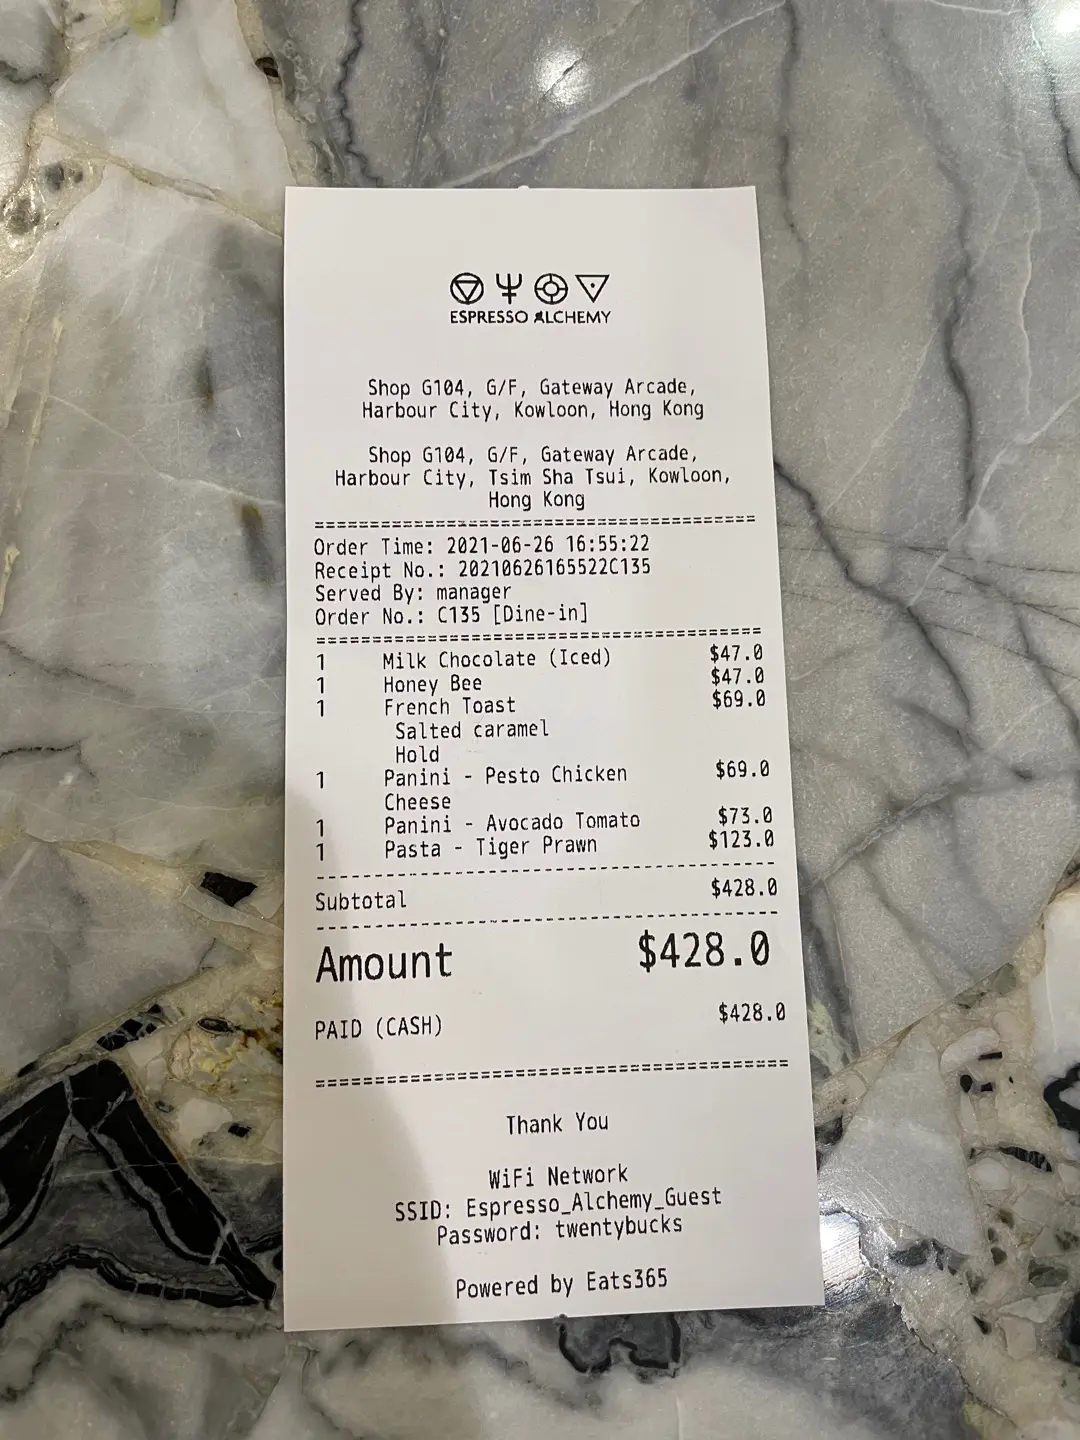 ESPRESSO ALCHEMY
Shop G104, G/F, Gateway Arcade,
Harbour City, Kowloon, Hong Kong
Shop G104, G/F, Gateway Arcade,
Harbour City, Tsim Sha Tsui, Kowloon,
Hong Kong
========================================
Order Time: 2021-06-26 16:55:22
Receipt No.: 20210626165522C135
Served By: manager
Order No.: C135 [Dine-in]
========================================
1 Milk Chocolate (Iced) $47.0
1 Honey Bee $47.0
1 French Toast $69.0
Salted caramel
Hold
1 Panini - Pesto Chicken $69.0
Cheese
1 Panini - Avocado Tomato $73.0
1 Pasta - Tiger Prawn $123.0
----------------------------------------
Subtotal $428.0
----------------------------------------
Amount $428.0
PAID (CASH) $428.0
========================================
Thank You
WiFi Network
SSID: Espresso_Alchemy_Guest
Password: twentybucks
Powered by Eats365